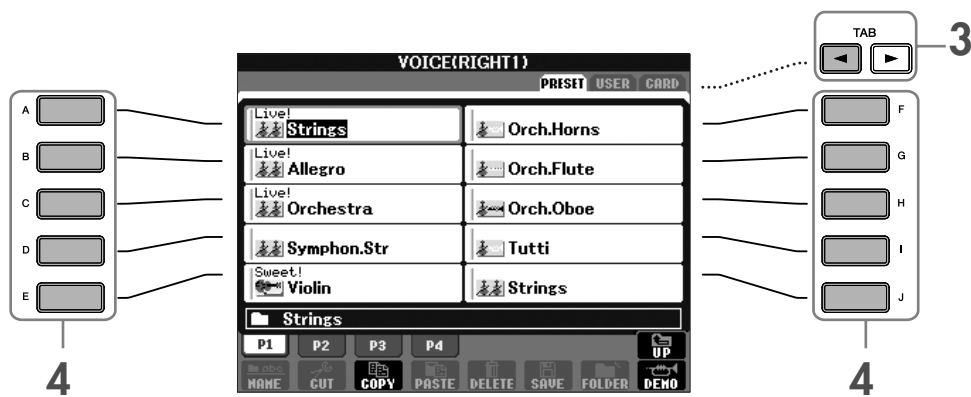 TAB
3
VOICE(RIGHT1)
PRESET USER CARD
A
Live!
Strings
Orch.Horns
F
B
Live!
Allegro
Orch.Flute
G
C
Live!
Orchestra
Orch.Oboe
H
D
Symphon.Str
Tutti
I
E
Sweet!
Violin
Strings
J
Strings
P1 P2 P3 P4 UP
abc
NAME CUT COPY PASTE DELETE SAVE FOLDER DEMO
4
4